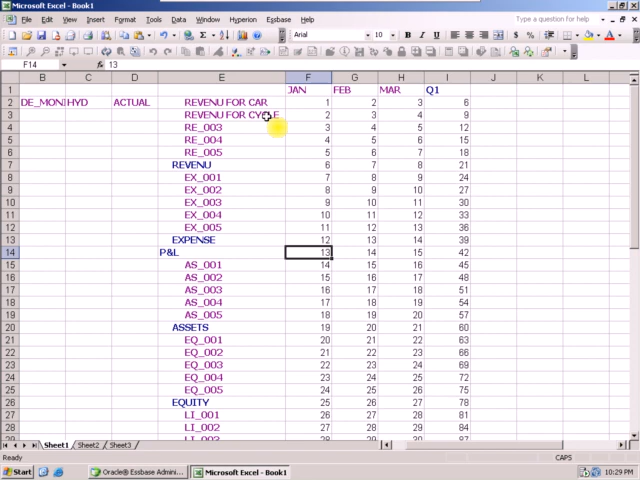 Microsoft Excel - Book1
File Edit View Insert Format Tools Data Window Hyperion Essbase Type a question for help
Arial 10 B I U $ %
F14 fx 13
B C D E F G H I J K L
1 JAN FEB MAR Q1
2 DE_MON HYD ACTUAL REVENU FOR CAR 1 2 3 6
3 REVENU FOR CYCLE 2 3 4 9
4 RE_003 3 4 5 12
5 RE_004 4 5 6 15
6 RE_005 5 6 7 18
7 REVENU 6 7 8 21
8 EX_001 7 8 9 24
9 EX_002 8 9 10 27
10 EX_003 9 10 11 30
11 EX_004 10 11 12 33
12 EX_005 11 12 13 36
13 EXPENSE 12 13 14 39
14 P&L 13 14 15 42
15 AS_001 14 15 16 45
16 AS_002 15 16 17 48
17 AS_003 16 17 18 51
18 AS_004 17 18 19 54
19 AS_005 18 19 20 57
20 ASSETS 19 20 21 60
21 EQ_001 20 21 22 63
22 EQ_002 21 22 23 66
23 EQ_003 22 23 24 69
24 EQ_004 23 24 25 72
25 EQ_005 24 25 26 75
26 EQUITY 25 26 27 78
27 LI_001 26 27 28 81
28 LI_002 27 28 29 84
29 LI_003 28 29 30 87
Sheet1 Sheet2 Sheet3
Ready CAPS
Start Oracle® Essbase Admini... Microsoft Excel - Book1 10:29 PM